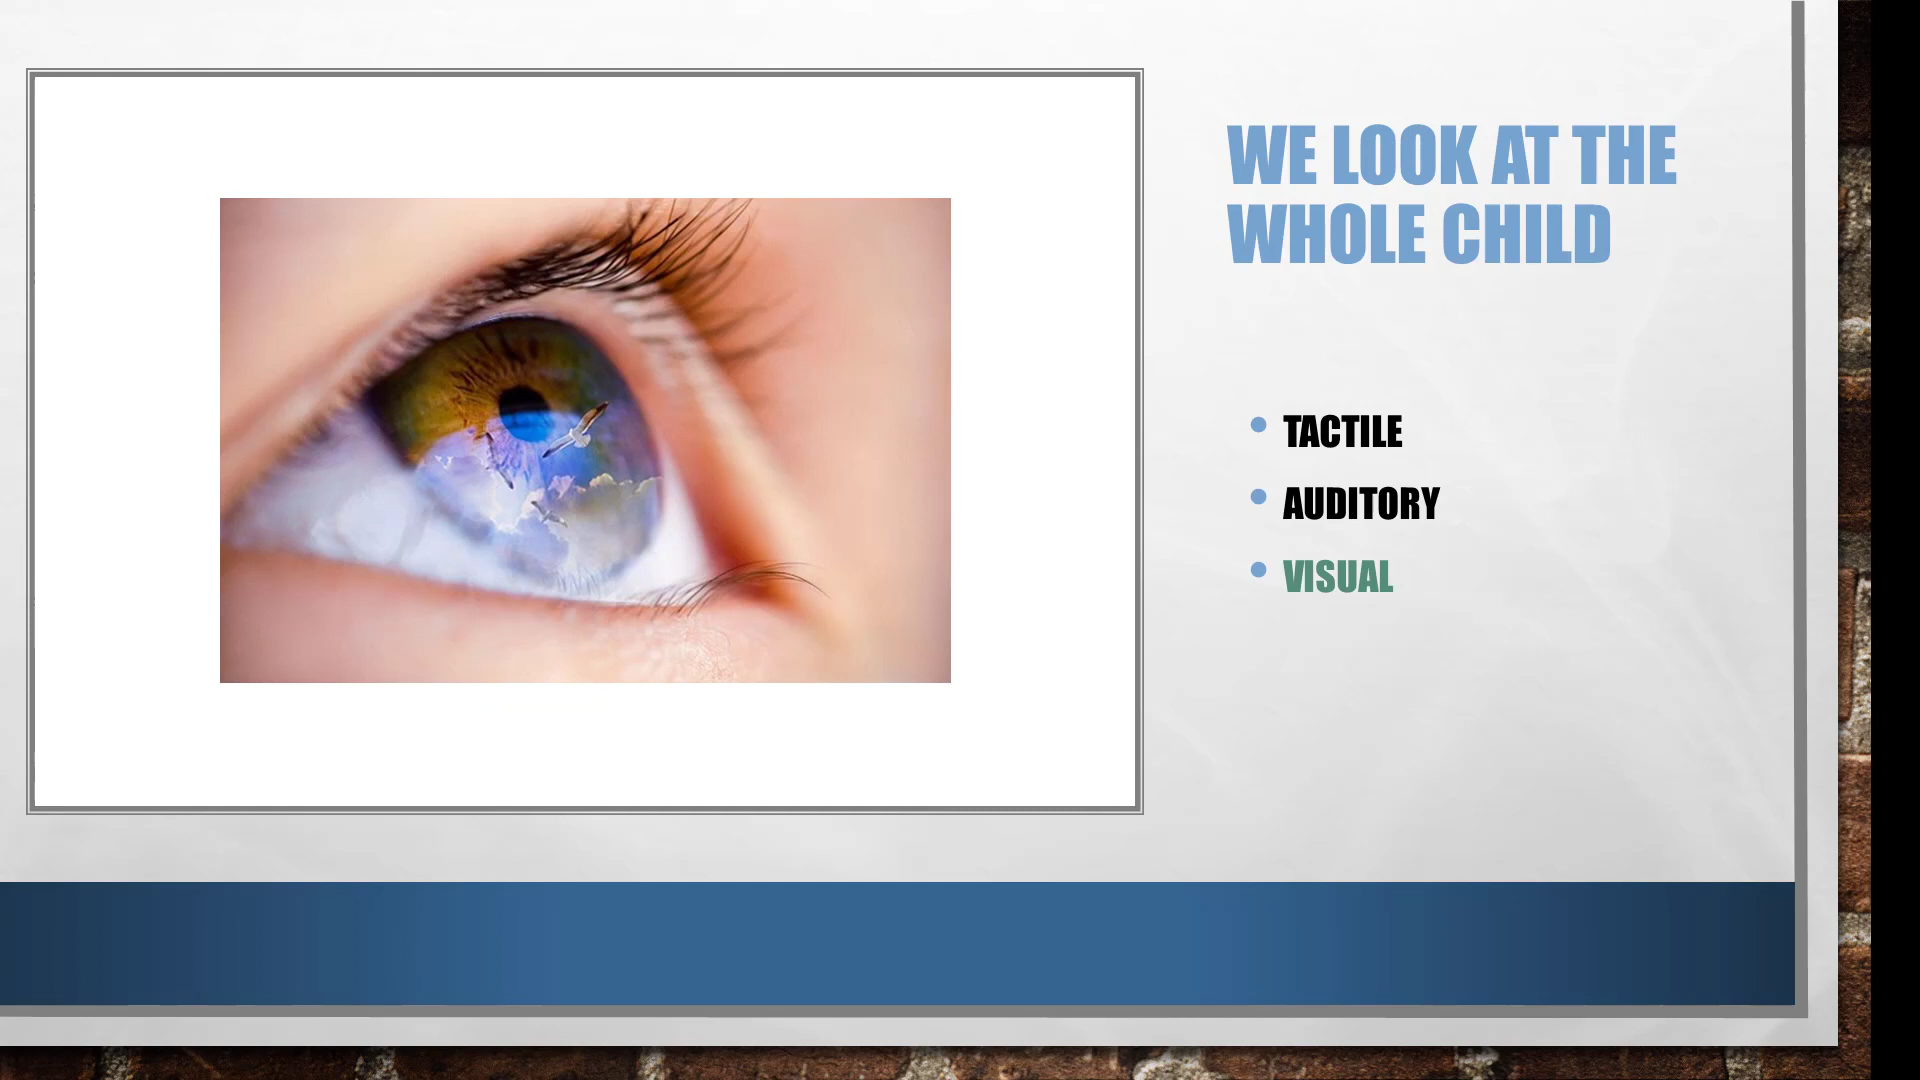 WE LOOK AT THE
WHOLE CHILD
• TACTILE
• AUDITORY
• VISUAL